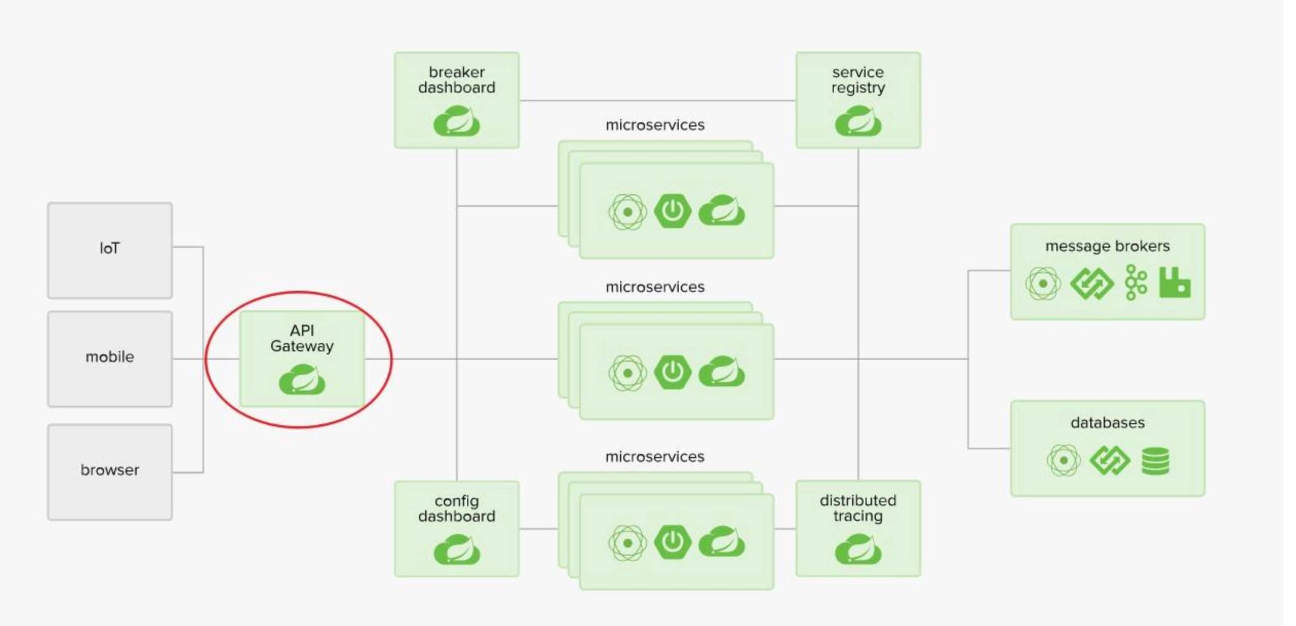 breaker
dashboard
service
registry
microservices
IoT
message brokers
microservices
API
Gateway
mobile
databases
microservices
browser
config
dashboard
distributed
tracing